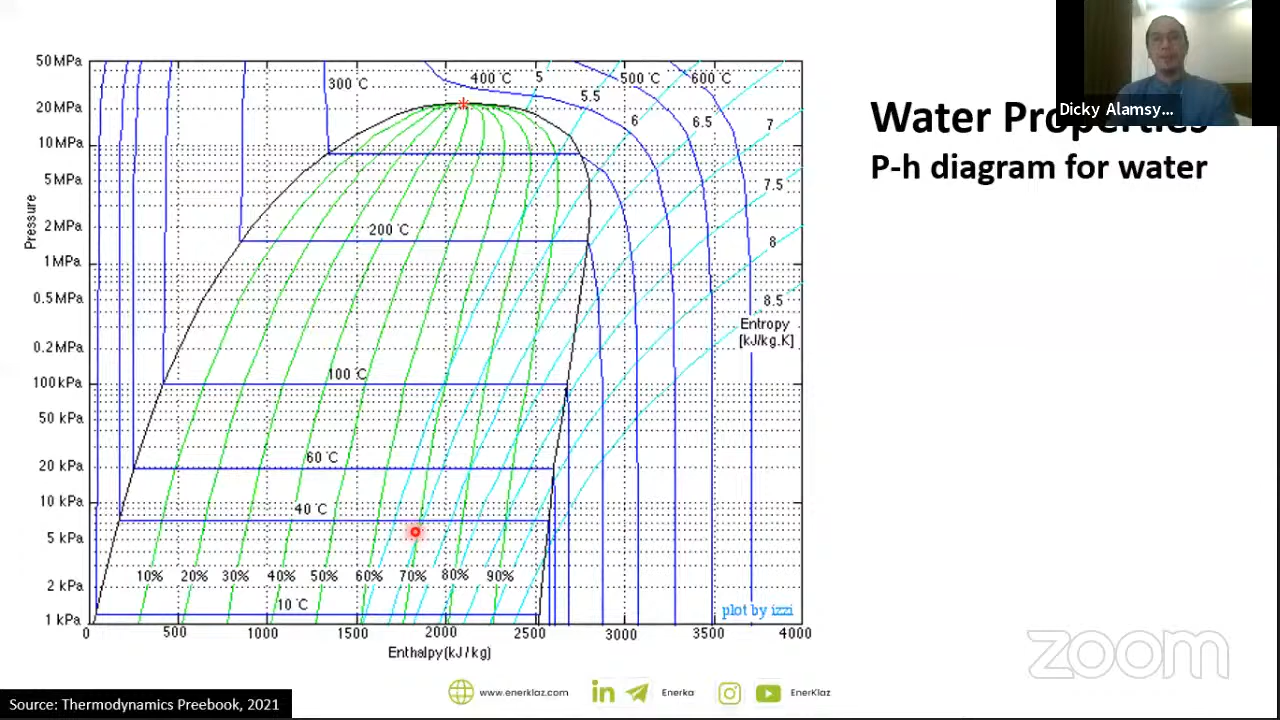 Dicky Alamsy...
Water Properties
P-h diagram for water
50 MPa
20 MPa
10 MPa
5 MPa
2 MPa
1 MPa
0.5 MPa
0.2 MPa
100 kPa
50 kPa
20 kPa
10 kPa
5 kPa
2 kPa
1 kPa
Pressure
300 °C
400 °C
5
500 °C
600 °C
5.5
6
6.5
7
7.5
8
8.5
200 °C
Entropy
[kJ/kg.K]
100 °C
60 °C
40 °C
10% 20% 30% 40% 50% 60% 70% 80% 90%
10 °C
plot by izzi
0 500 1000 1500 2000 2500 3000 3500 4000
Enthalpy (kJ / kg)
zoom
www.enerklaz.com
in
Enerka
EnerKlaz
Source: Thermodynamics Preebook, 2021